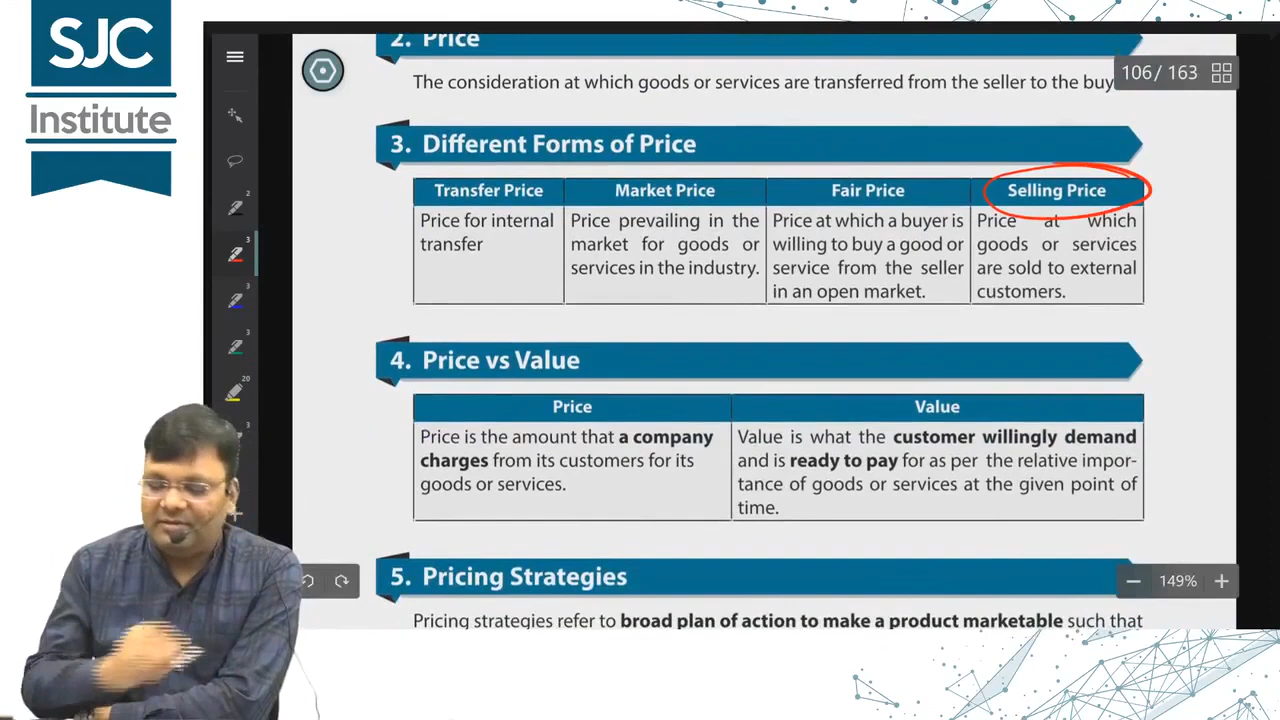 SJC
Institute
2. Price
106/ 163
The consideration at which goods or services are transferred from the seller to the buy
3. Different Forms of Price
Transfer Price Market Price Fair Price Selling Price
Price for internal Price prevailing in the Price at which a buyer is Price at which
transfer market for goods or willing to buy a good or goods or services
services in the industry. service from the seller are sold to external
in an open market. customers.
4. Price vs Value
Price Value
Price is the amount that a company Value is what the customer willingly demand
charges from its customers for its and is ready to pay for as per the relative impor-
goods or services. tance of goods or services at the given point of
time.
5. Pricing Strategies
149%
Pricing strategies refer to broad plan of action to make a product marketable such that
2
3
3
3
20
3